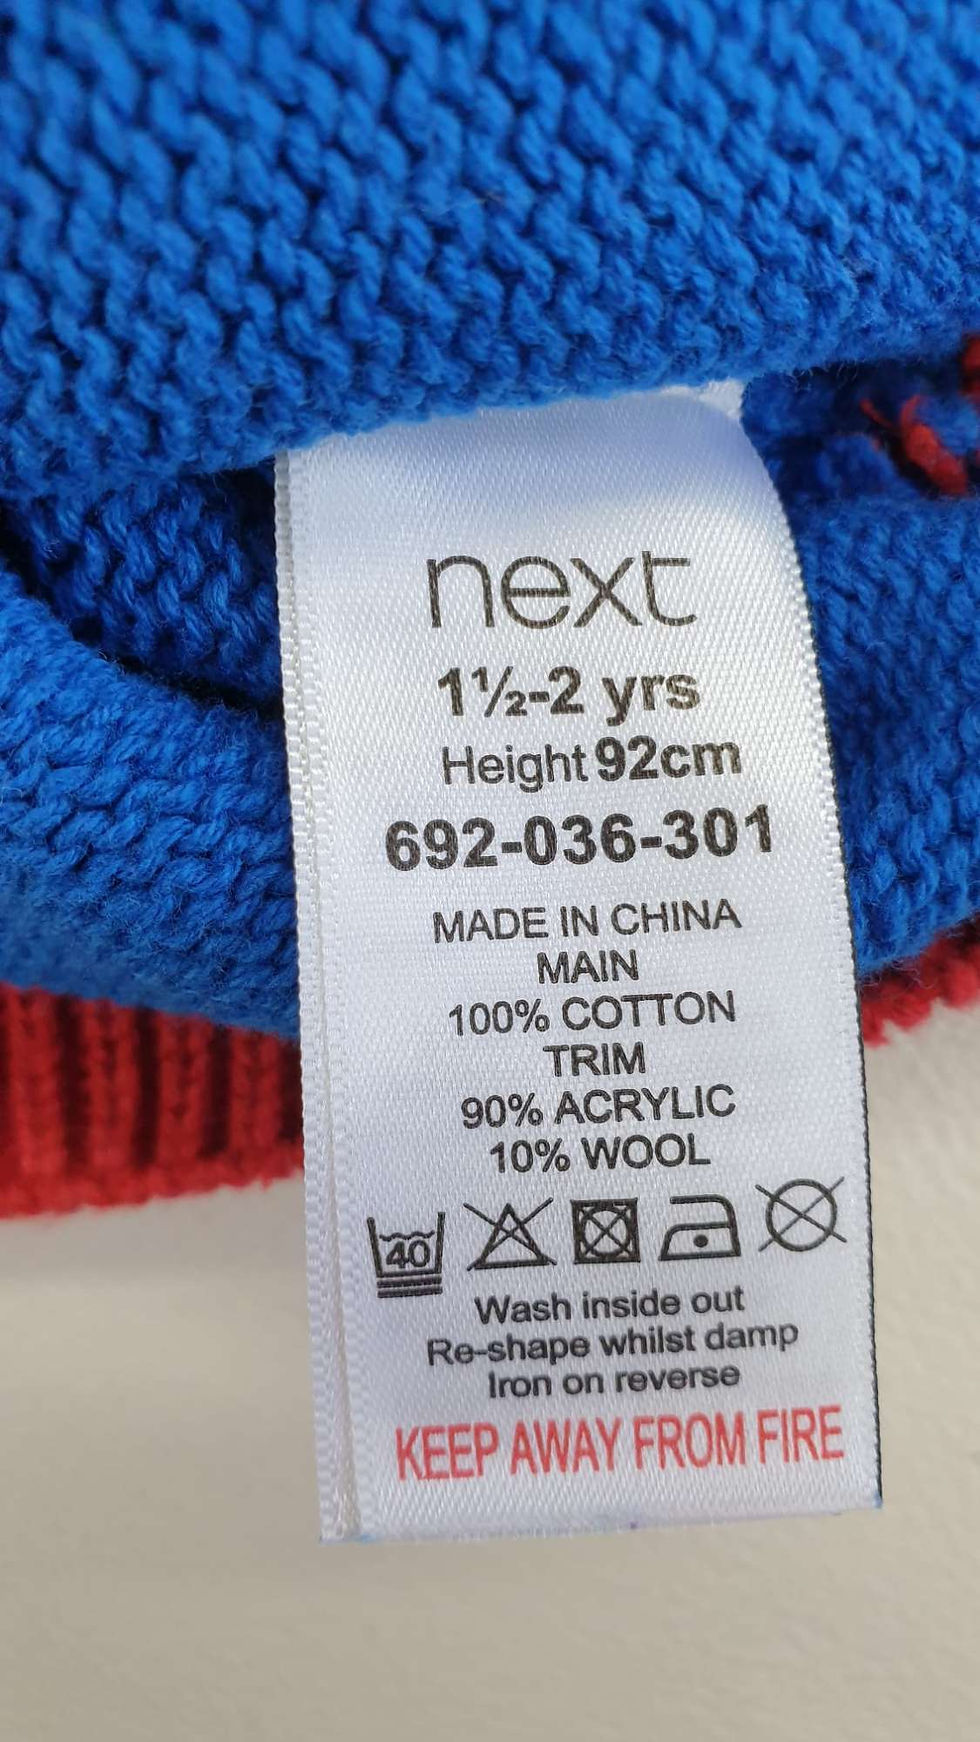 next
1½-2 yrs
Height 92cm
692-036-301
MADE IN CHINA
MAIN
100% COTTON
TRIM
90% ACRYLIC
10% WOOL
40
Wash inside out
Re-shape whilst damp
Iron on reverse
KEEP AWAY FROM FIRE